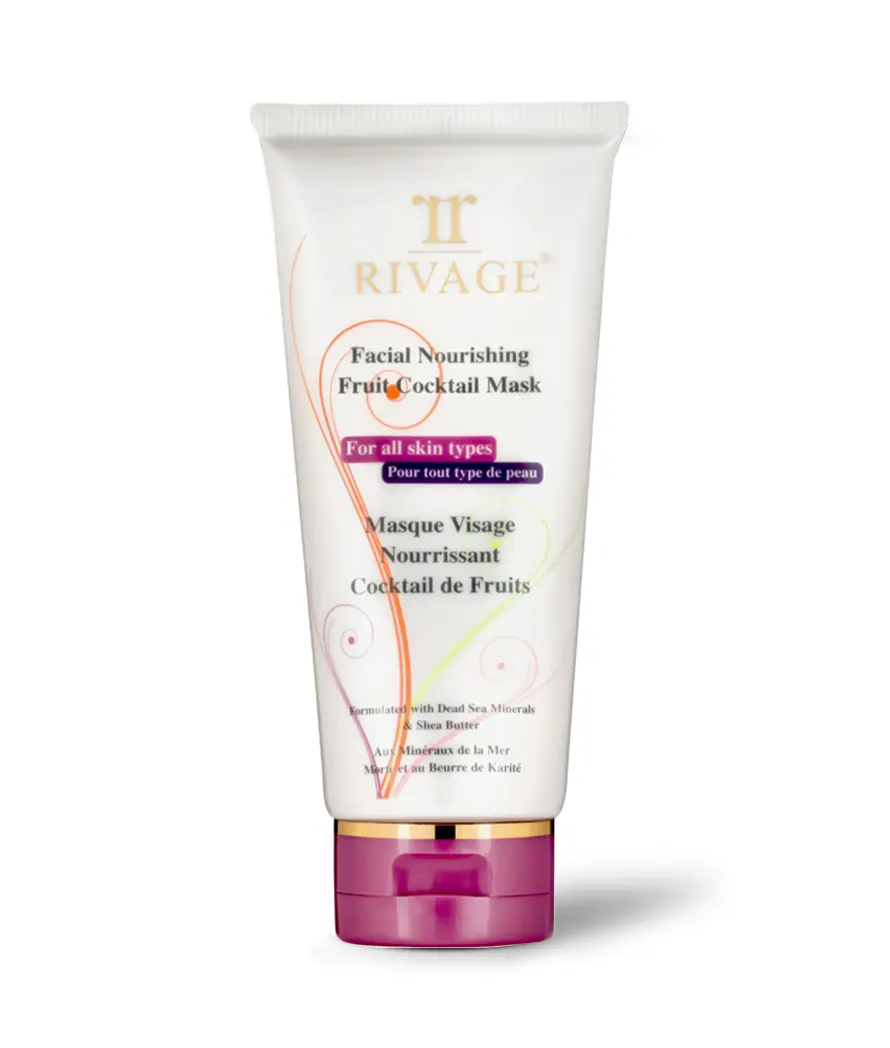 RIVAGE®
Facial Nourishing
Fruit Cocktail Mask
For all skin types
Pour tout type de peau
Masque Visage
Nourrissant
Cocktail de Fruits
Formulated with Dead Sea Minerals
& Shea Butter
Aux Minéraux de la Mer
Morte et au Beurre de Karité